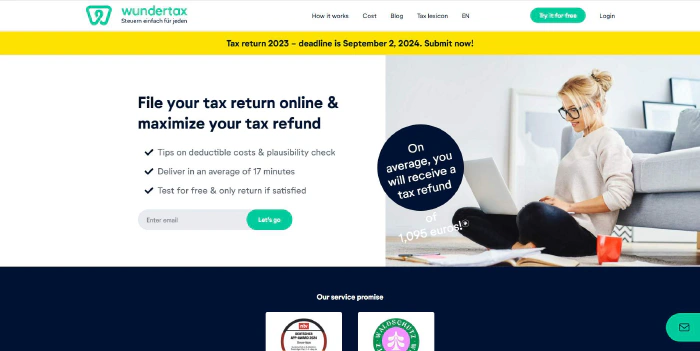 wundertax
Steuern einfach für jeden
How it works Cost Blog Tax lexicon EN Try it for free Login
Tax return 2023 – deadline is September 2, 2024. Submit now!
File your tax return online &
maximize your tax refund
Tips on deductible costs & plausibility check
Deliver in an average of 17 minutes
Test for free & only return if satisfied
Enter email Let's go
On
average, you
will receive a
tax refund
of
1,095 euros!*
Our service promise
DEUTSCHER
WALDSCHUTZ